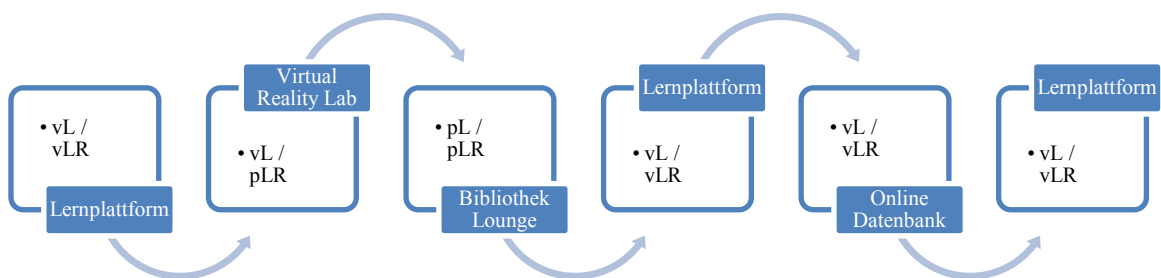 • vL /
vLR
Lernplattform
Virtual
Reality Lab
• vL /
pLR
• pL /
pLR
Bibliothek
Lounge
Lernplattform
• vL /
vLR
• vL /
vLR
Online
Datenbank
Lernplattform
• vL /
vLR